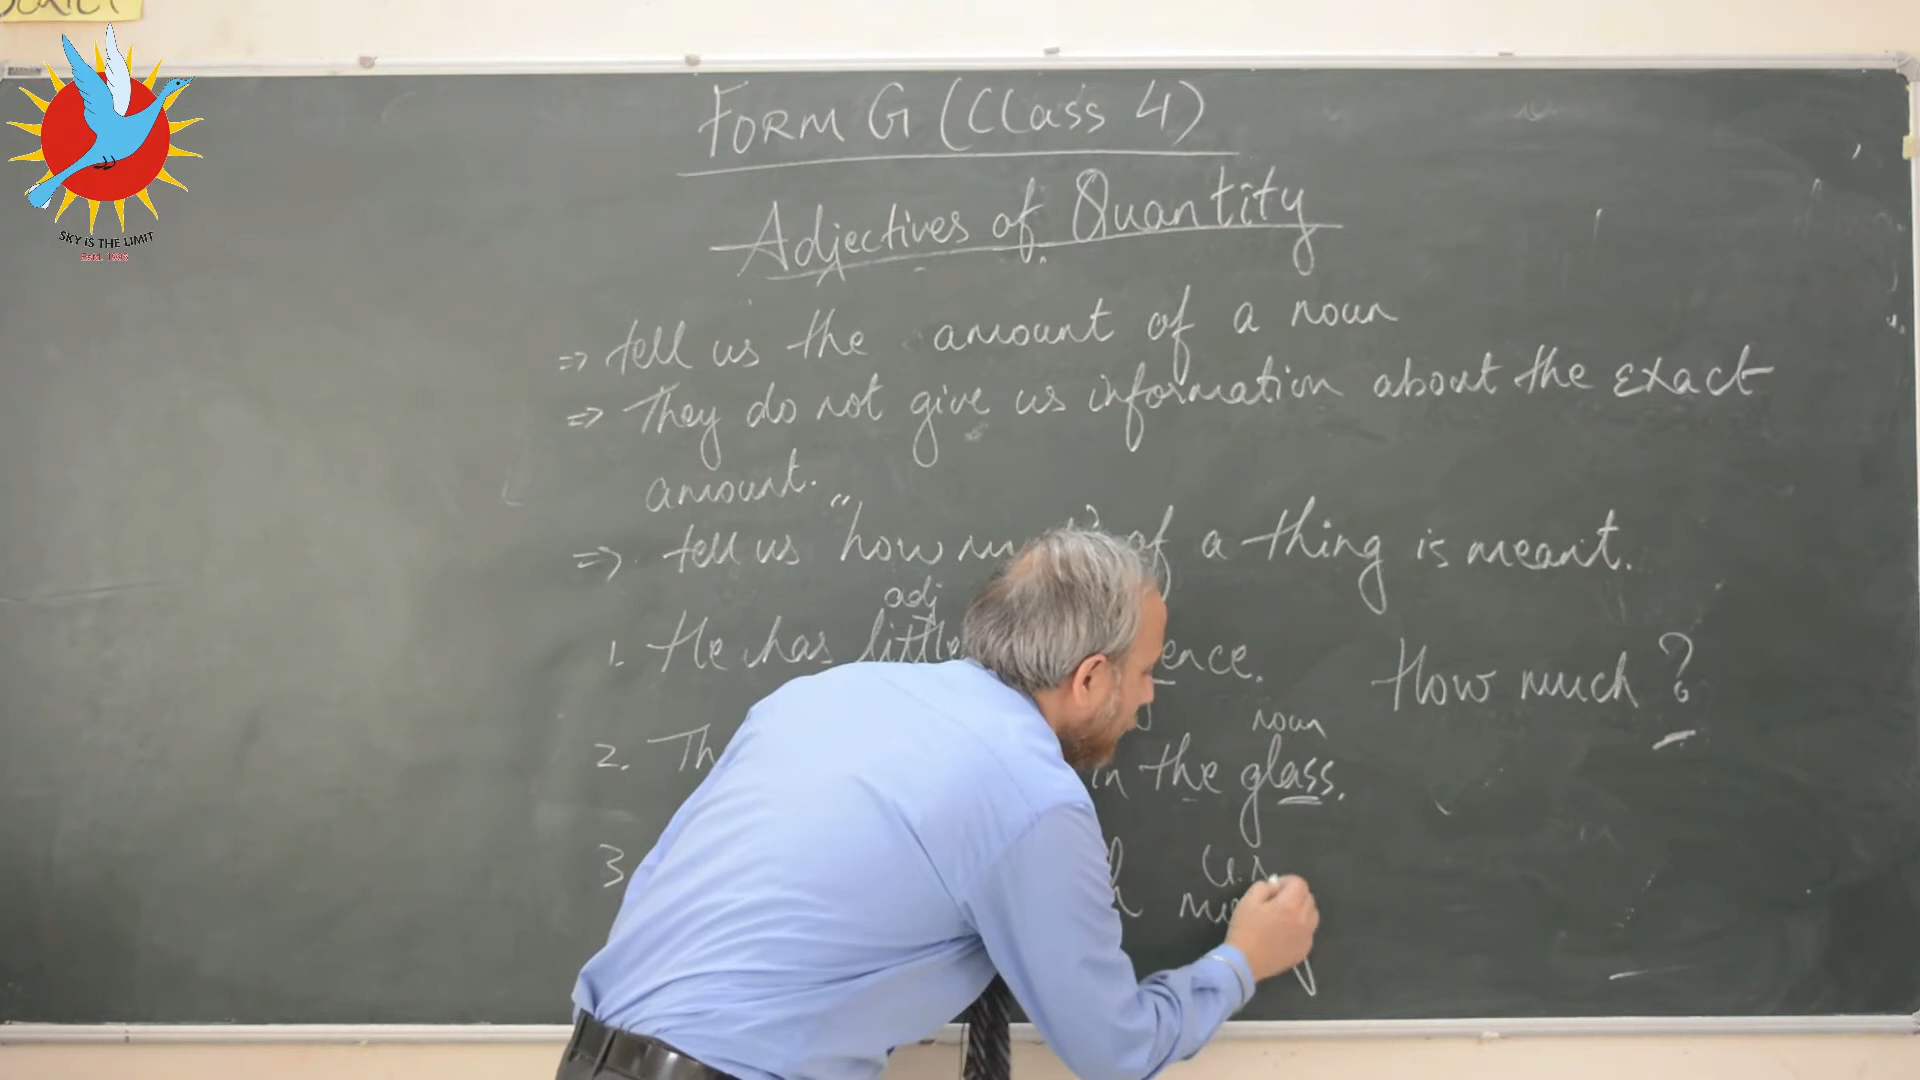 SKY IS THE LIMIT
FORM G (Class 4)
Adjectives of Quantity
⇒ tell us the amount of a noun
⇒ They do not give us information about the exact
amount.
⇒ tell us "how of a thing is meant.
adj
1. He has little ence.
How much ?
noun
2. Th in the glass.
3